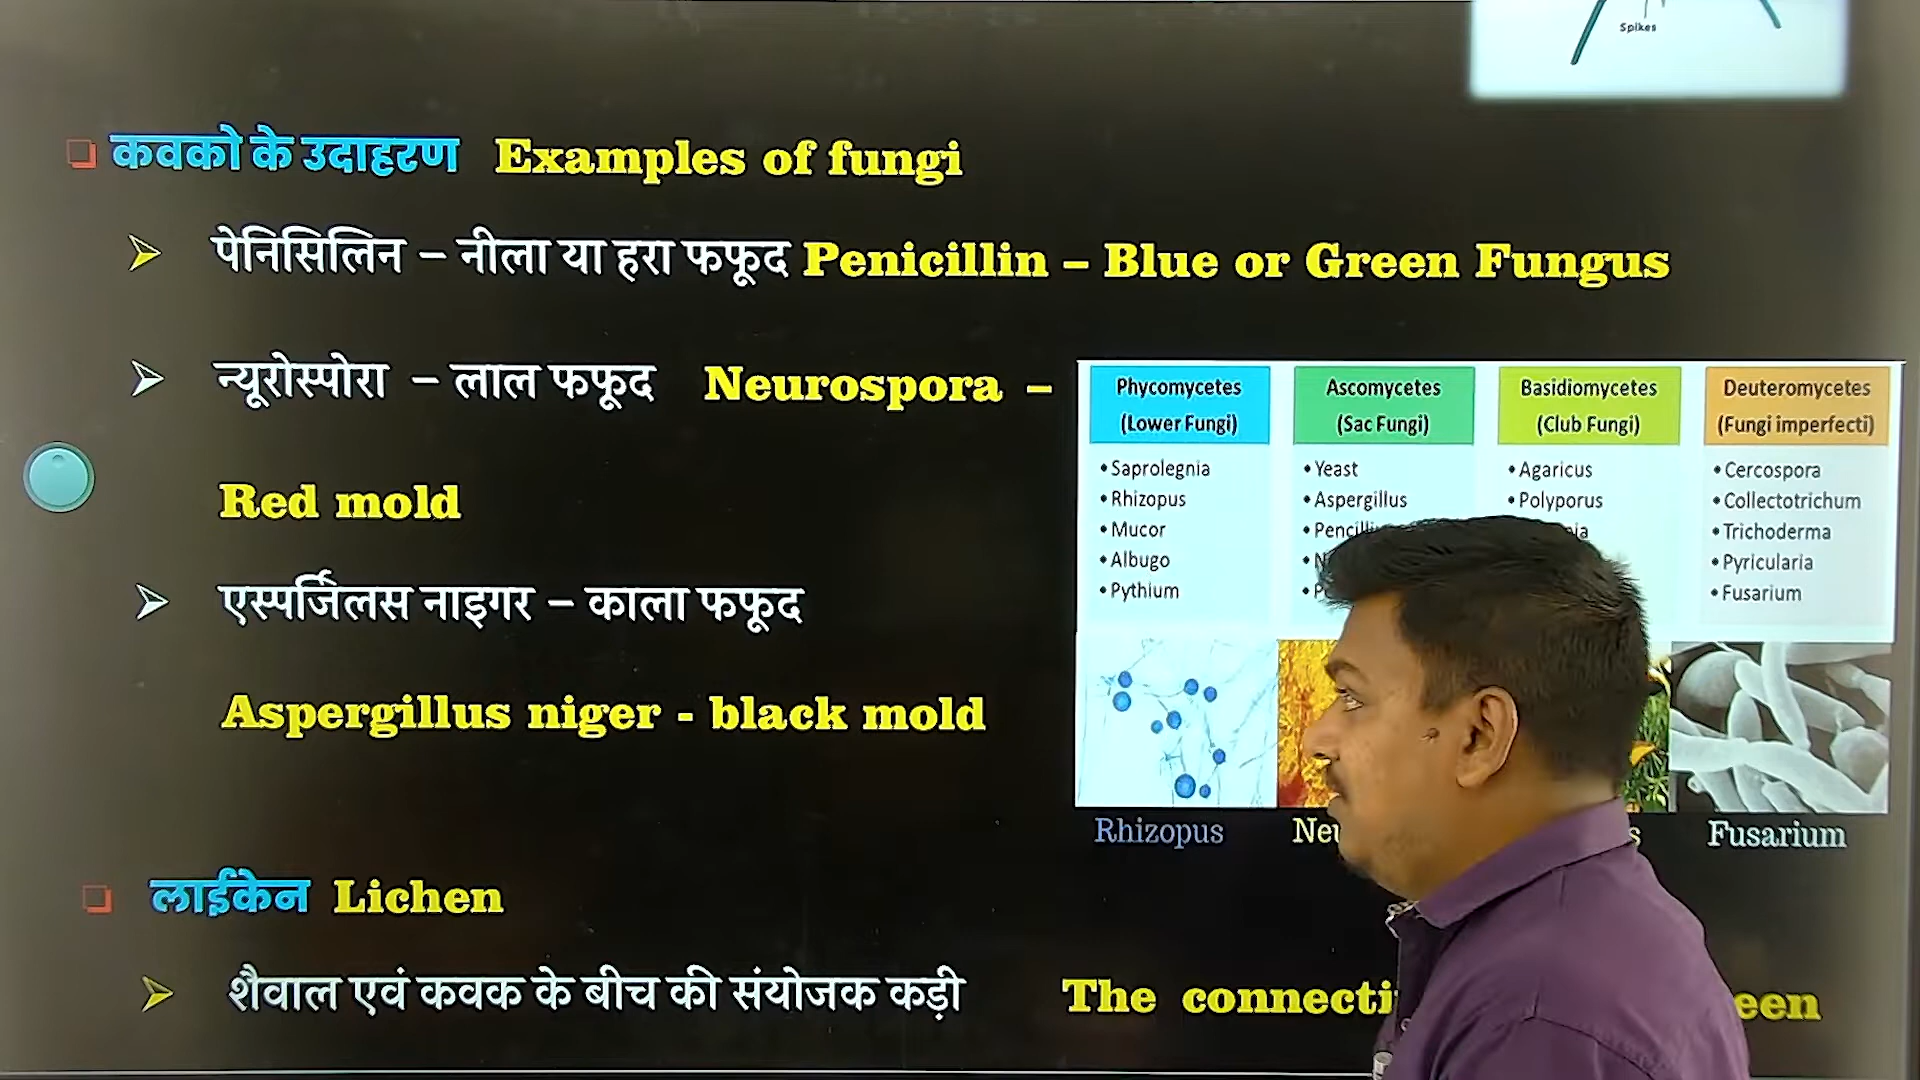 Spikes
कवको के उदाहरण Examples of fungi
पेनिसिलिन – नीला या हरा फफूद Penicillin – Blue or Green Fungus
न्यूरोस्पोरा – लाल फफूद Neurospora –
Red mold
एस्पर्जिलस नाइगर – काला फफूद
Aspergillus niger - black mold
Phycomycetes
(Lower Fungi)
• Saprolegnia
• Rhizopus
• Mucor
• Albugo
• Pythium
Ascomycetes
(Sac Fungi)
• Yeast
• Aspergillus
Basidiomycetes
(Club Fungi)
• Agaricus
• Polyporus
Deuteromycetes
(Fungi imperfecti)
• Cercospora
• Collectotrichum
• Trichoderma
• Pyricularia
• Fusarium
Rhizopus
Fusarium
लाईकेन Lichen
शैवाल एवं कवक के बीच की संयोजक कड़ी The